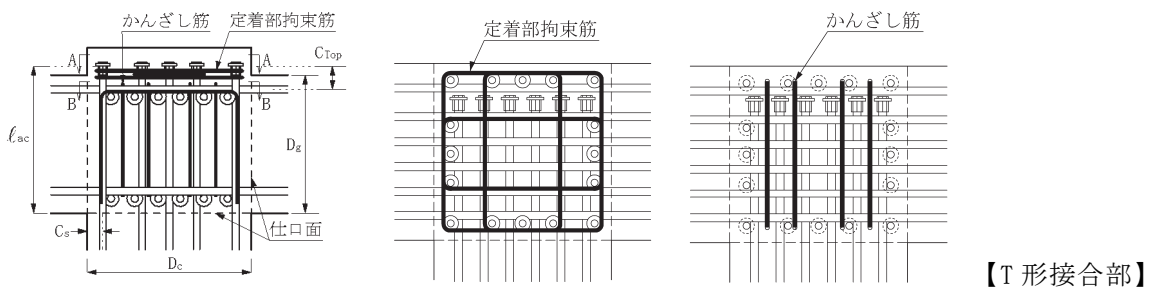 かんざし筋
定着部拘束筋
A
A
CTop
B
B
ℓac
Dg
仕口面
Cs
Dc
定着部拘束筋
かんざし筋
【T 形接合部】